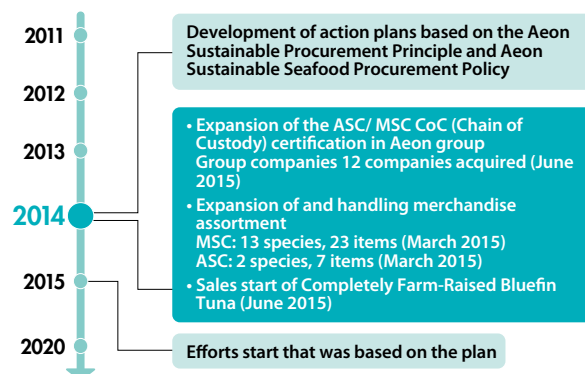 2011
Development of action plans based on the Aeon
Sustainable Procurement Principle and Aeon
Sustainable Seafood Procurement Policy
2012
2013
• Expansion of the ASC/ MSC CoC (Chain of
Custody) certification in Aeon group
Group companies 12 companies acquired (June
2015)
2014
• Expansion of and handling merchandise
assortment
MSC: 13 species, 23 items (March 2015)
ASC: 2 species, 7 items (March 2015)
• Sales start of Completely Farm-Raised Bluefin
Tuna (June 2015)
2015
2020
Efforts start that was based on the plan